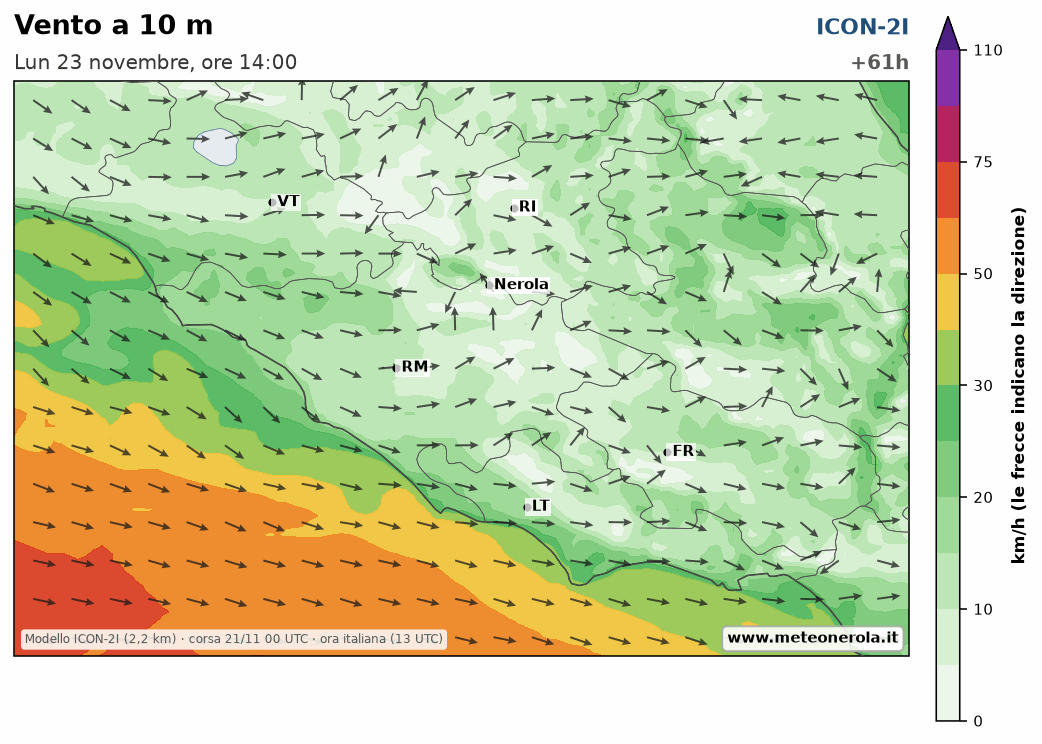 Vento a 10 m
ICON-2I
Lun 23 novembre, ore 14:00
+61h
VT
RI
Nerola
RM
FR
LT
Modello ICON-2I (2,2 km) · corsa 21/11 00 UTC · ora italiana (13 UTC)
www.meteonerola.it
110
75
50
30
20
10
0
km/h (le frecce indicano la direzione)